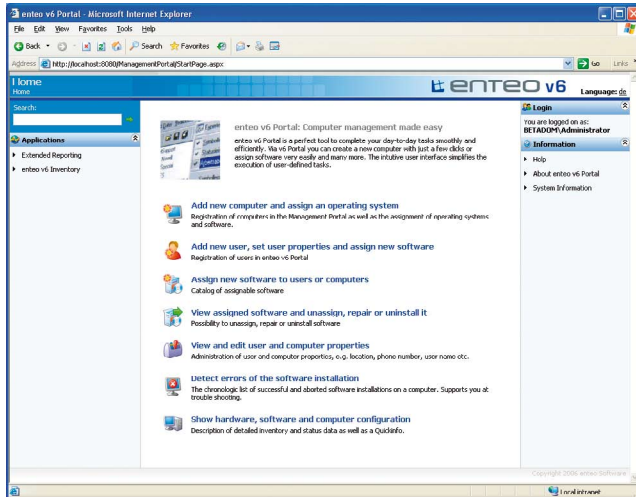 enteo v6 Portal - Microsoft Internet Explorer
File Edit View Favorites Tools Help
Back Search Favorites
Address http://localhost:8080/ManagementPortal/StartPage.aspx Go Links
Home
Home
enteo v6
Language: de
Search:
Applications
Extended Reporting
enteo v6 Inventory
enteo v6 Portal: Computer management made easy
enteo v6 Portal is a perfect tool to complete your day-to-day tasks smoothly and
efficiently. Via v6 Portal you can create a new computer with just a few clicks or
assign software very easily and many more. The intuitive user interface simplifies the
execution of user-defined tasks.
Add new computer and assign an operating system
Registration of computers in the Management Portal as well as the assignment of operating systems
and software.
Add new user, set user properties and assign new software
Registration of users in enteo v6 Portal
Assign new software to users or computers
Catalog of assignable software
View assigned software and unassign, repair or uninstall it
Possibility to unassign, repair or uninstall software
View and edit user and computer properties
Administration of user and computer properties, e.g. location, phone number, user name etc.
Detect errors of the software installation
The chronologic list of successful and aborted software installations on a computer. Supports you at
trouble shooting.
Show hardware, software and computer configuration
Description of detailed inventory and status data as well as a Quickinfo.
Login
You are logged on as:
BETADOM\Administrator
Information
Help
About enteo v6 Portal
System Information
Copyright 2006 enteo Software
Local intranet